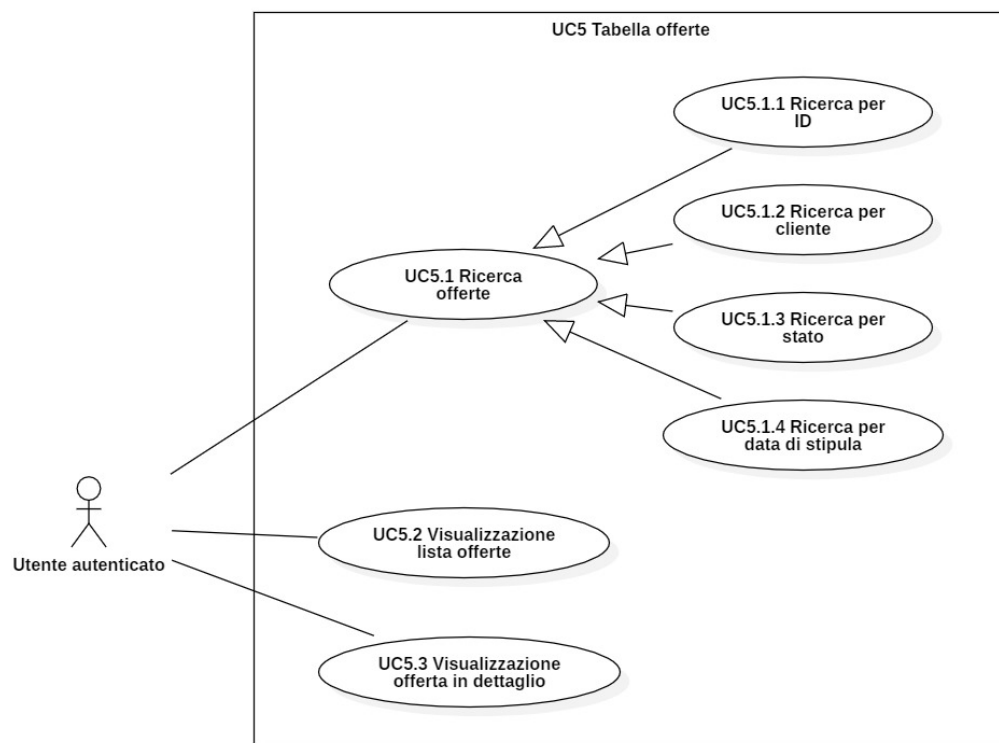 UC5 Tabella offerte
UC5.1.1 Ricerca per
ID
UC5.1.2 Ricerca per
cliente
UC5.1 Ricerca
offerte
UC5.1.3 Ricerca per
stato
UC5.1.4 Ricerca per
data di stipula
Utente autenticato
UC5.2 Visualizzazione
lista offerte
UC5.3 Visualizzazione
offerta in dettaglio